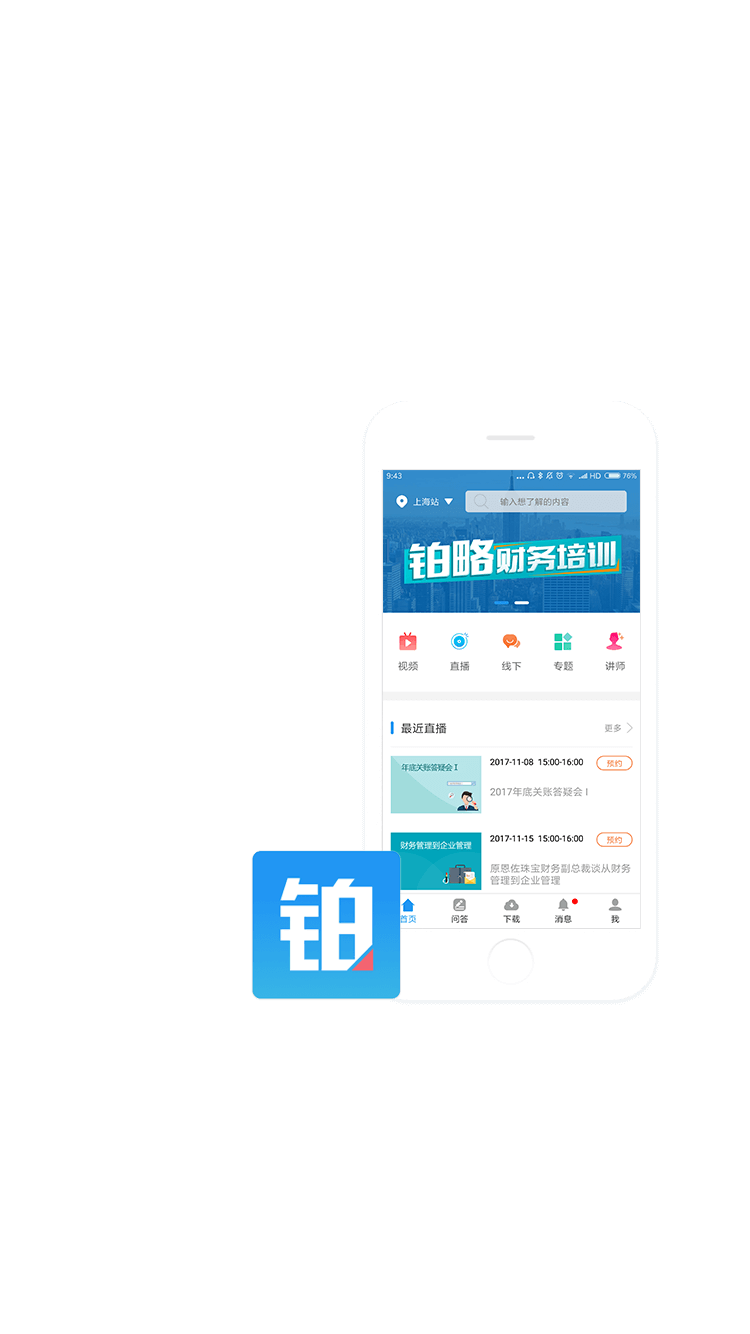 9:43
HD 76%
上海站
输入想了解的内容
铂略财务培训
视频 直播 线下 专题 讲师
最近直播 更多
年底关账答疑会 I
2017-11-08 15:00-16:00 预约
2017年底关账答疑会 I
财务管理到企业管理
2017-11-15 15:00-16:00 预约
原恩佐珠宝财务副总裁谈从财务
管理到企业管理
首页 问答 下载 消息 我
铂